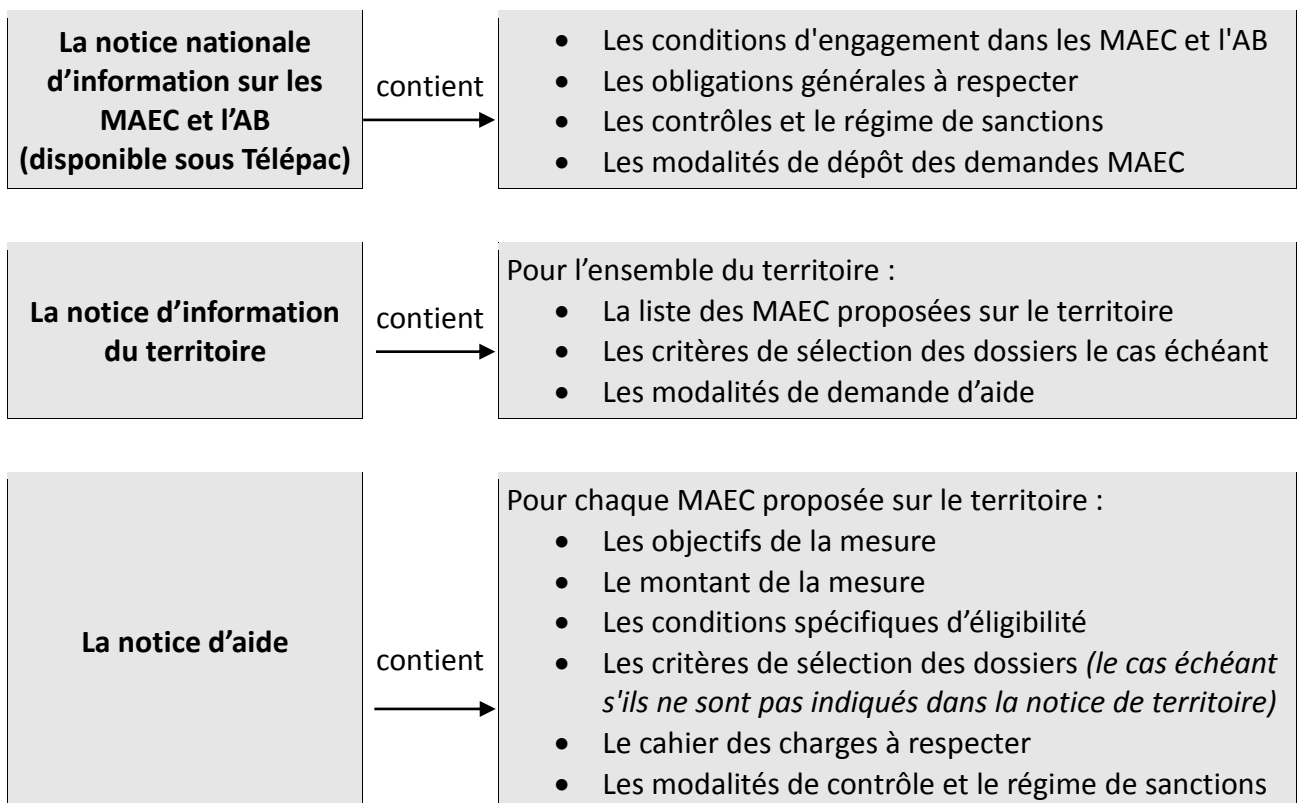 La notice nationale
d’information sur les
MAEC et l’AB
(disponible sous Télépac)
contient
• Les conditions d'engagement dans les MAEC et l'AB
• Les obligations générales à respecter
• Les contrôles et le régime de sanctions
• Les modalités de dépôt des demandes MAEC
La notice d’information
du territoire
contient
Pour l’ensemble du territoire :
• La liste des MAEC proposées sur le territoire
• Les critères de sélection des dossiers le cas échéant
• Les modalités de demande d’aide
La notice d’aide
contient
Pour chaque MAEC proposée sur le territoire :
• Les objectifs de la mesure
• Le montant de la mesure
• Les conditions spécifiques d’éligibilité
• Les critères de sélection des dossiers (le cas échéant
s'ils ne sont pas indiqués dans la notice de territoire)
• Le cahier des charges à respecter
• Les modalités de contrôle et le régime de sanctions